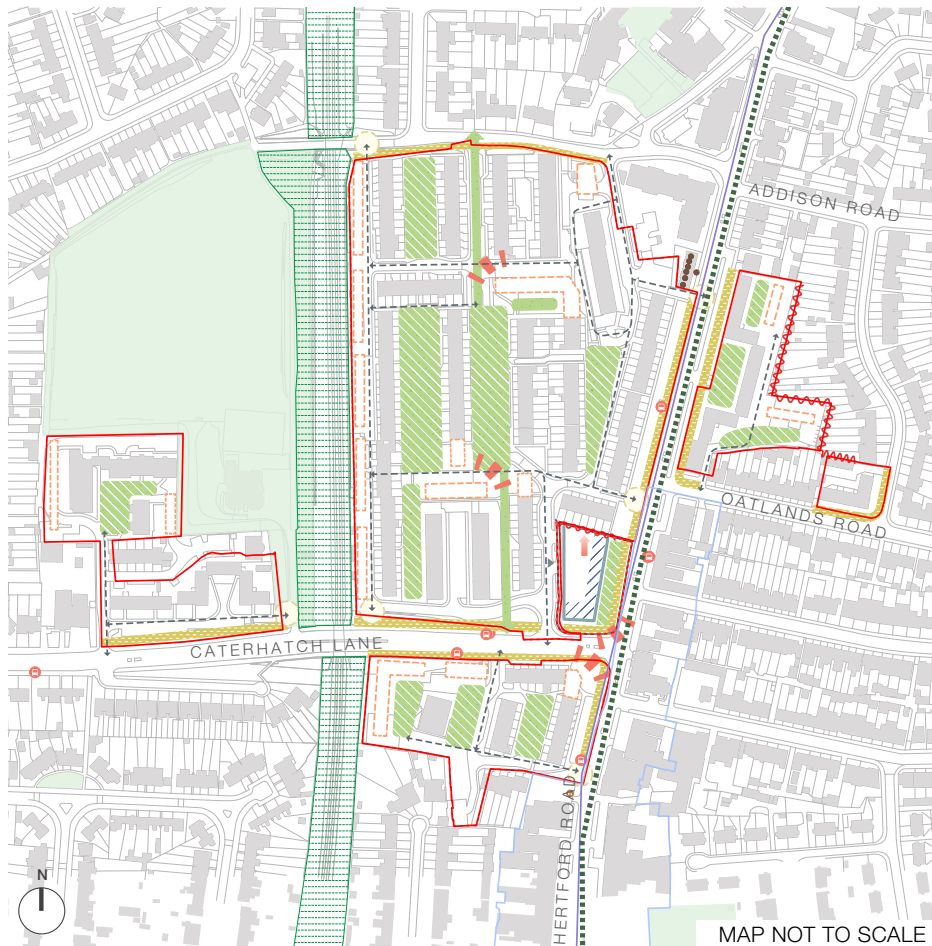 ADDISON ROAD
OATLANDS ROAD
CATERHATCH LANE
HERTFORD ROAD
N
MAP NOT TO SCALE